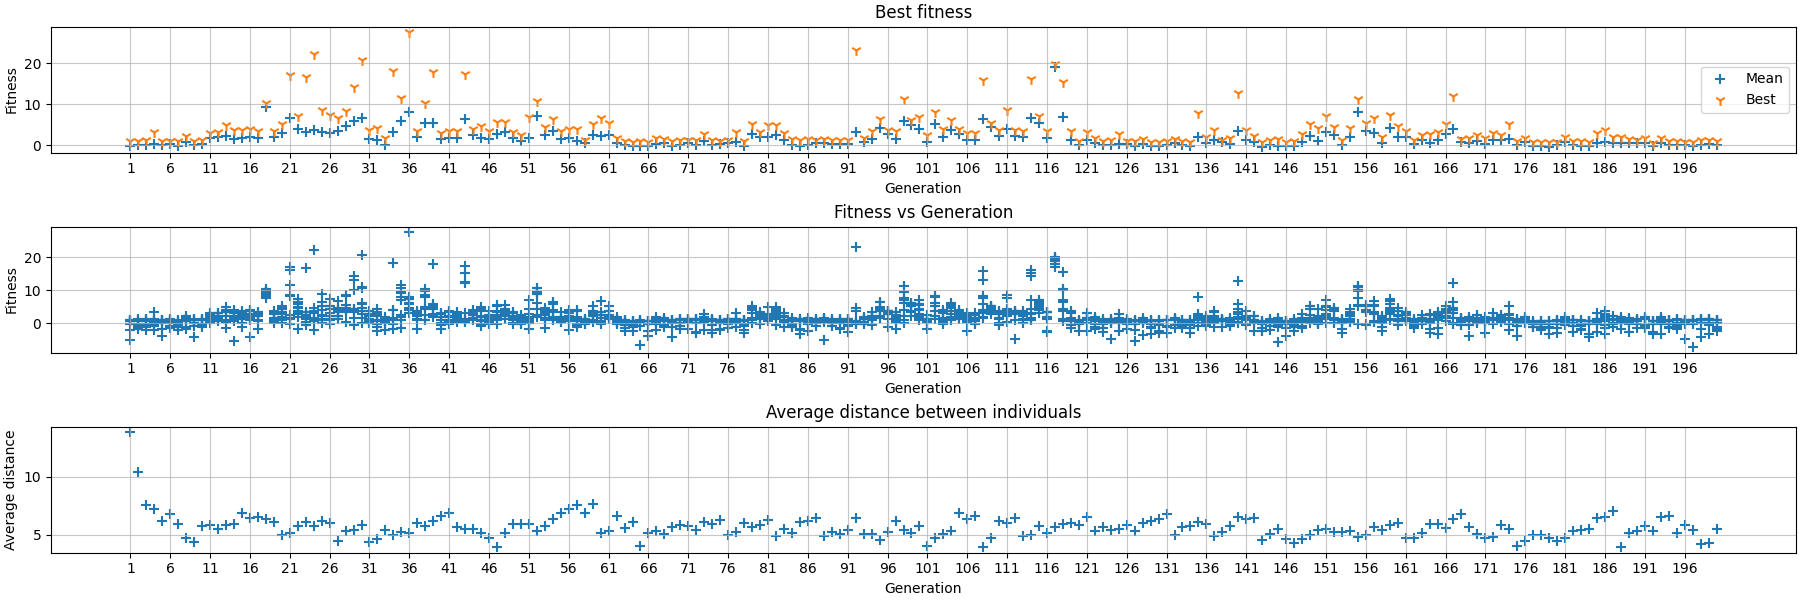 Best fitness
Fitness
20
10
0
Mean
Best
1 6 11 16 21 26 31 36 41 46 51 56 61 66 71 76 81 86 91 96 101 106 111 116 121 126 131 136 141 146 151 156 161 166 171 176 181 186 191 196
Generation
Fitness vs Generation
Fitness
20
10
0
1 6 11 16 21 26 31 36 41 46 51 56 61 66 71 76 81 86 91 96 101 106 111 116 121 126 131 136 141 146 151 156 161 166 171 176 181 186 191 196
Generation
Average distance between individuals
Average distance
10
5
1 6 11 16 21 26 31 36 41 46 51 56 61 66 71 76 81 86 91 96 101 106 111 116 121 126 131 136 141 146 151 156 161 166 171 176 181 186 191 196
Generation